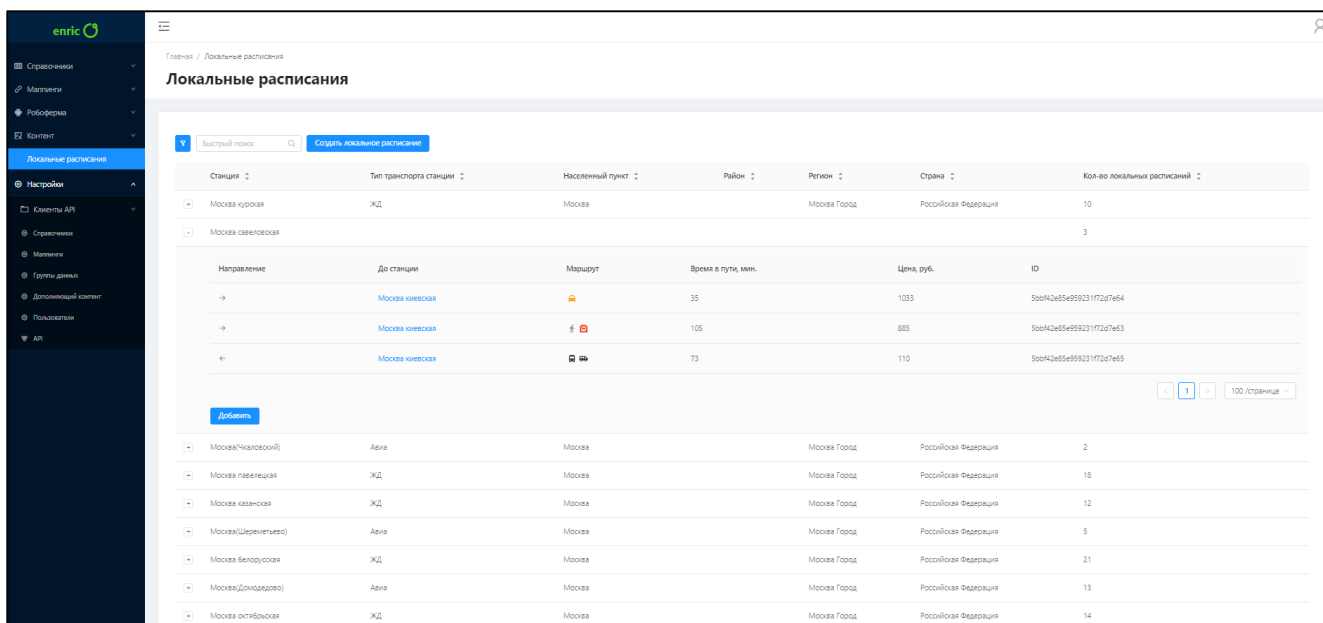 enric
Справочники
Маппинги
Робоферма
Контент
Локальные расписания
Настройки
Клиенты API
Справочники
Маппинги
Группы данных
Дополняющий контент
Пользователи
API
Главная / Локальные расписания
Локальные расписания
Быстрый поиск Создать локальное расписание
Станция Тип транспорта станции Населенный пункт Район Регион Страна Кол-во локальных расписаний
+ Москва курская ЖД Москва Москва Город Российская Федерация 10
- Москва савеловская 3
Направление До станции Маршрут Время в пути, мин. Цена, руб. ID
→ Москва киевская 35 1033 5bbf42e85e959231f72d7e64
→ Москва киевская 105 885 5bbf42e85e959231f72d7e63
← Москва киевская 73 110 5bbf42e85e959231f72d7e65
< 1 > 100 /странице
Добавить
+ Москва(Чкаловский) Авиа Москва Москва Город Российская Федерация 2
+ Москва павелецкая ЖД Москва Москва Город Российская Федерация 18
+ Москва казанская ЖД Москва Москва Город Российская Федерация 12
+ Москва(Шереметьево) Авиа Москва Москва Город Российская Федерация 5
+ Москва белорусская ЖД Москва Москва Город Российская Федерация 21
+ Москва(Домодедово) Авиа Москва Москва Город Российская Федерация 13
+ Москва октябрьская ЖД Москва Москва Город Российская Федерация 14